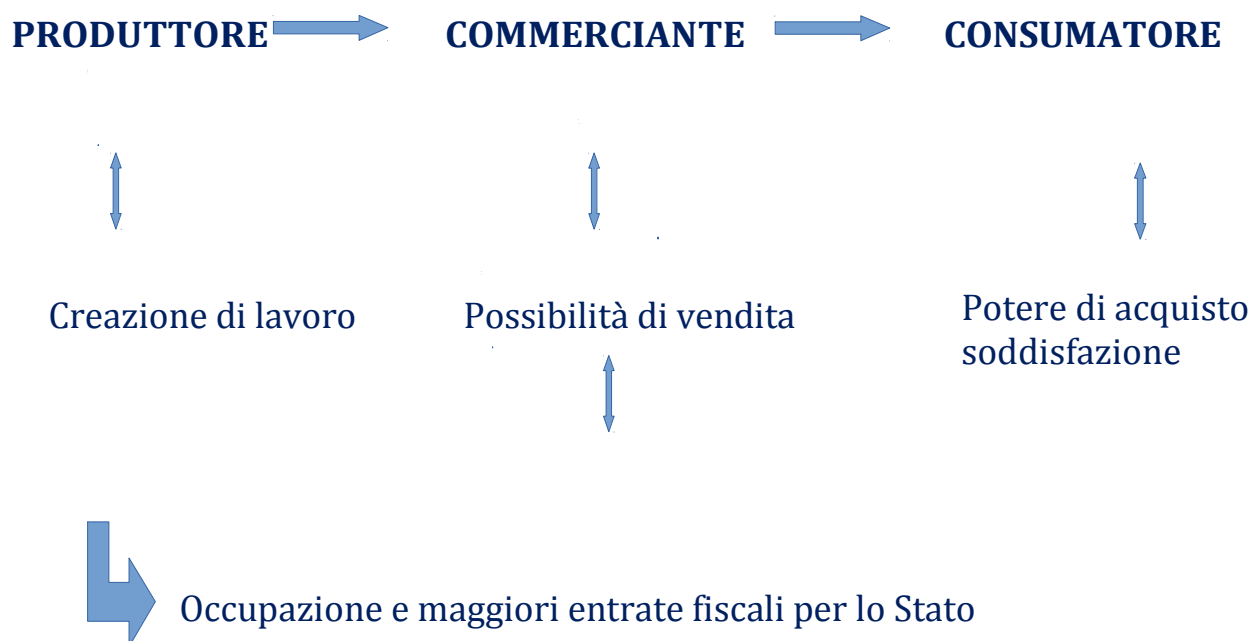 PRODUTTORE COMMERCIANTE CONSUMATORE
Creazione di lavoro
Possibilità di vendita
Potere di acquisto
soddisfazione
Occupazione e maggiori entrate fiscali per lo Stato